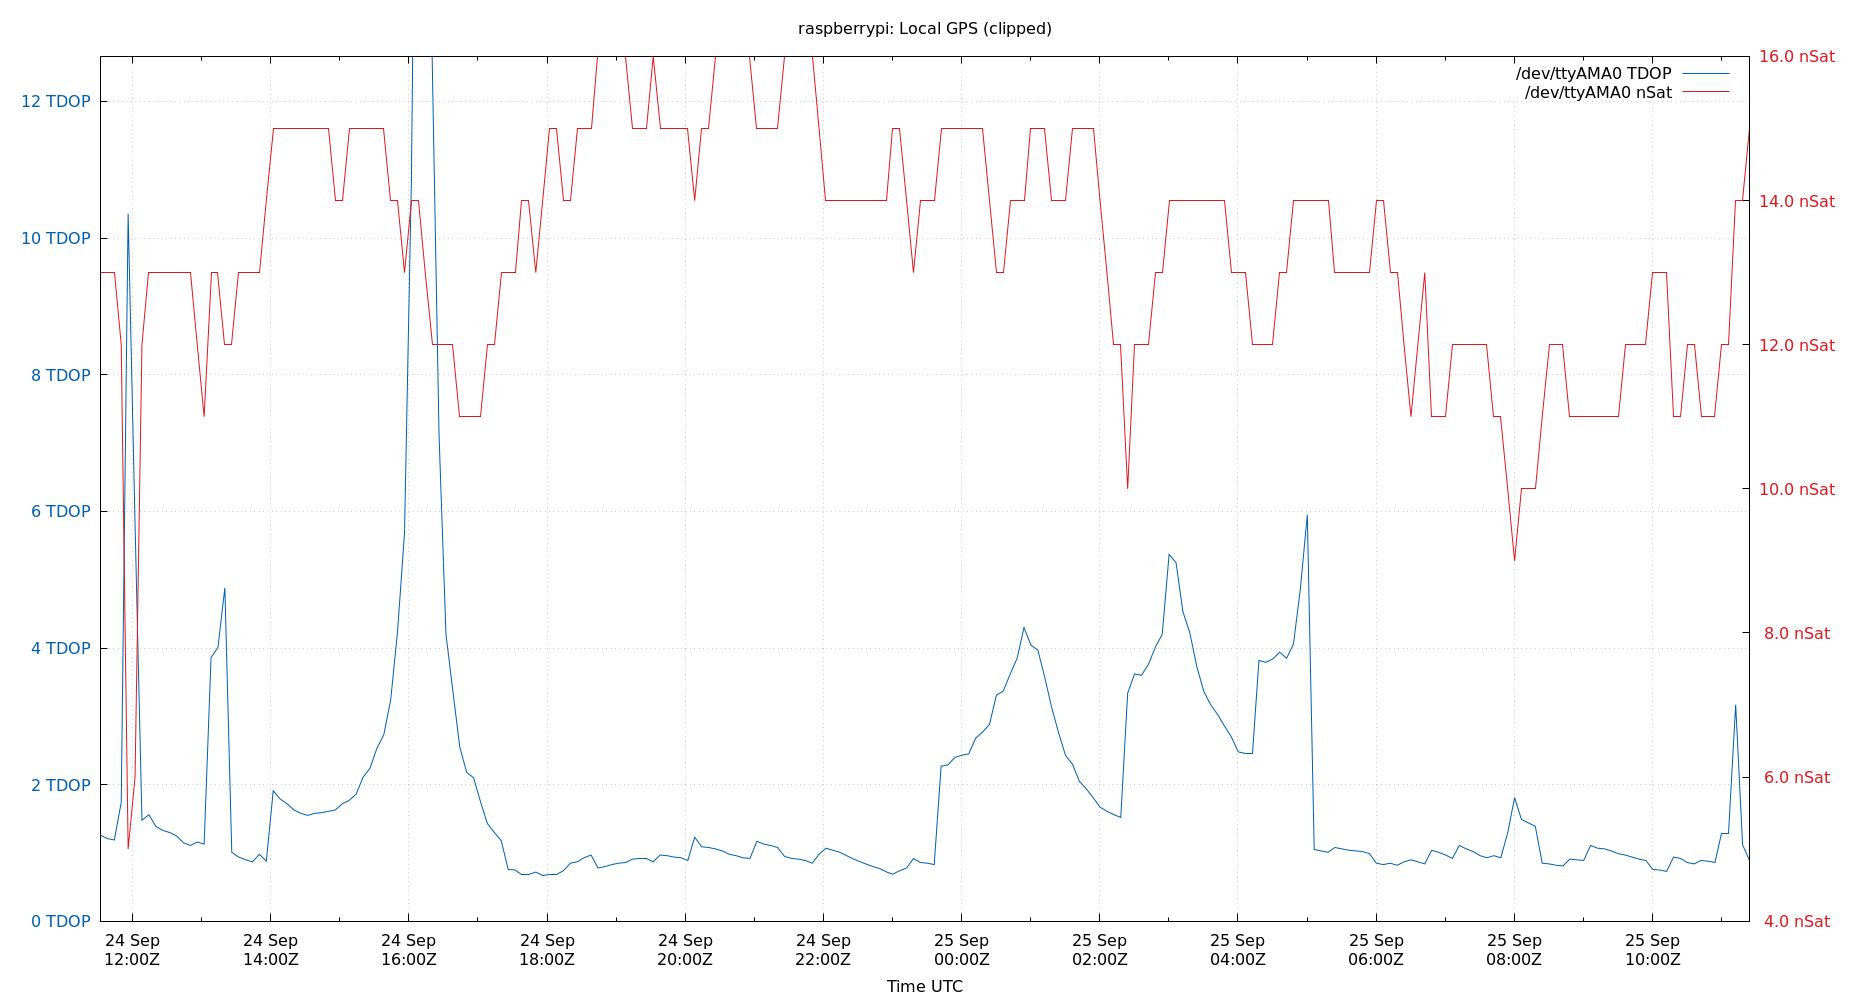 raspberrypi: Local GPS (clipped)
/dev/ttyAMA0 TDOP
/dev/ttyAMA0 nSat
12 TDOP
10 TDOP
8 TDOP
6 TDOP
4 TDOP
2 TDOP
0 TDOP
16.0 nSat
14.0 nSat
12.0 nSat
10.0 nSat
8.0 nSat
6.0 nSat
4.0 nSat
24 Sep 24 Sep 24 Sep 24 Sep 24 Sep 24 Sep 25 Sep 25 Sep 25 Sep 25 Sep 25 Sep 25 Sep
12:00Z 14:00Z 16:00Z 18:00Z 20:00Z 22:00Z 00:00Z 02:00Z 04:00Z 06:00Z 08:00Z 10:00Z
Time UTC